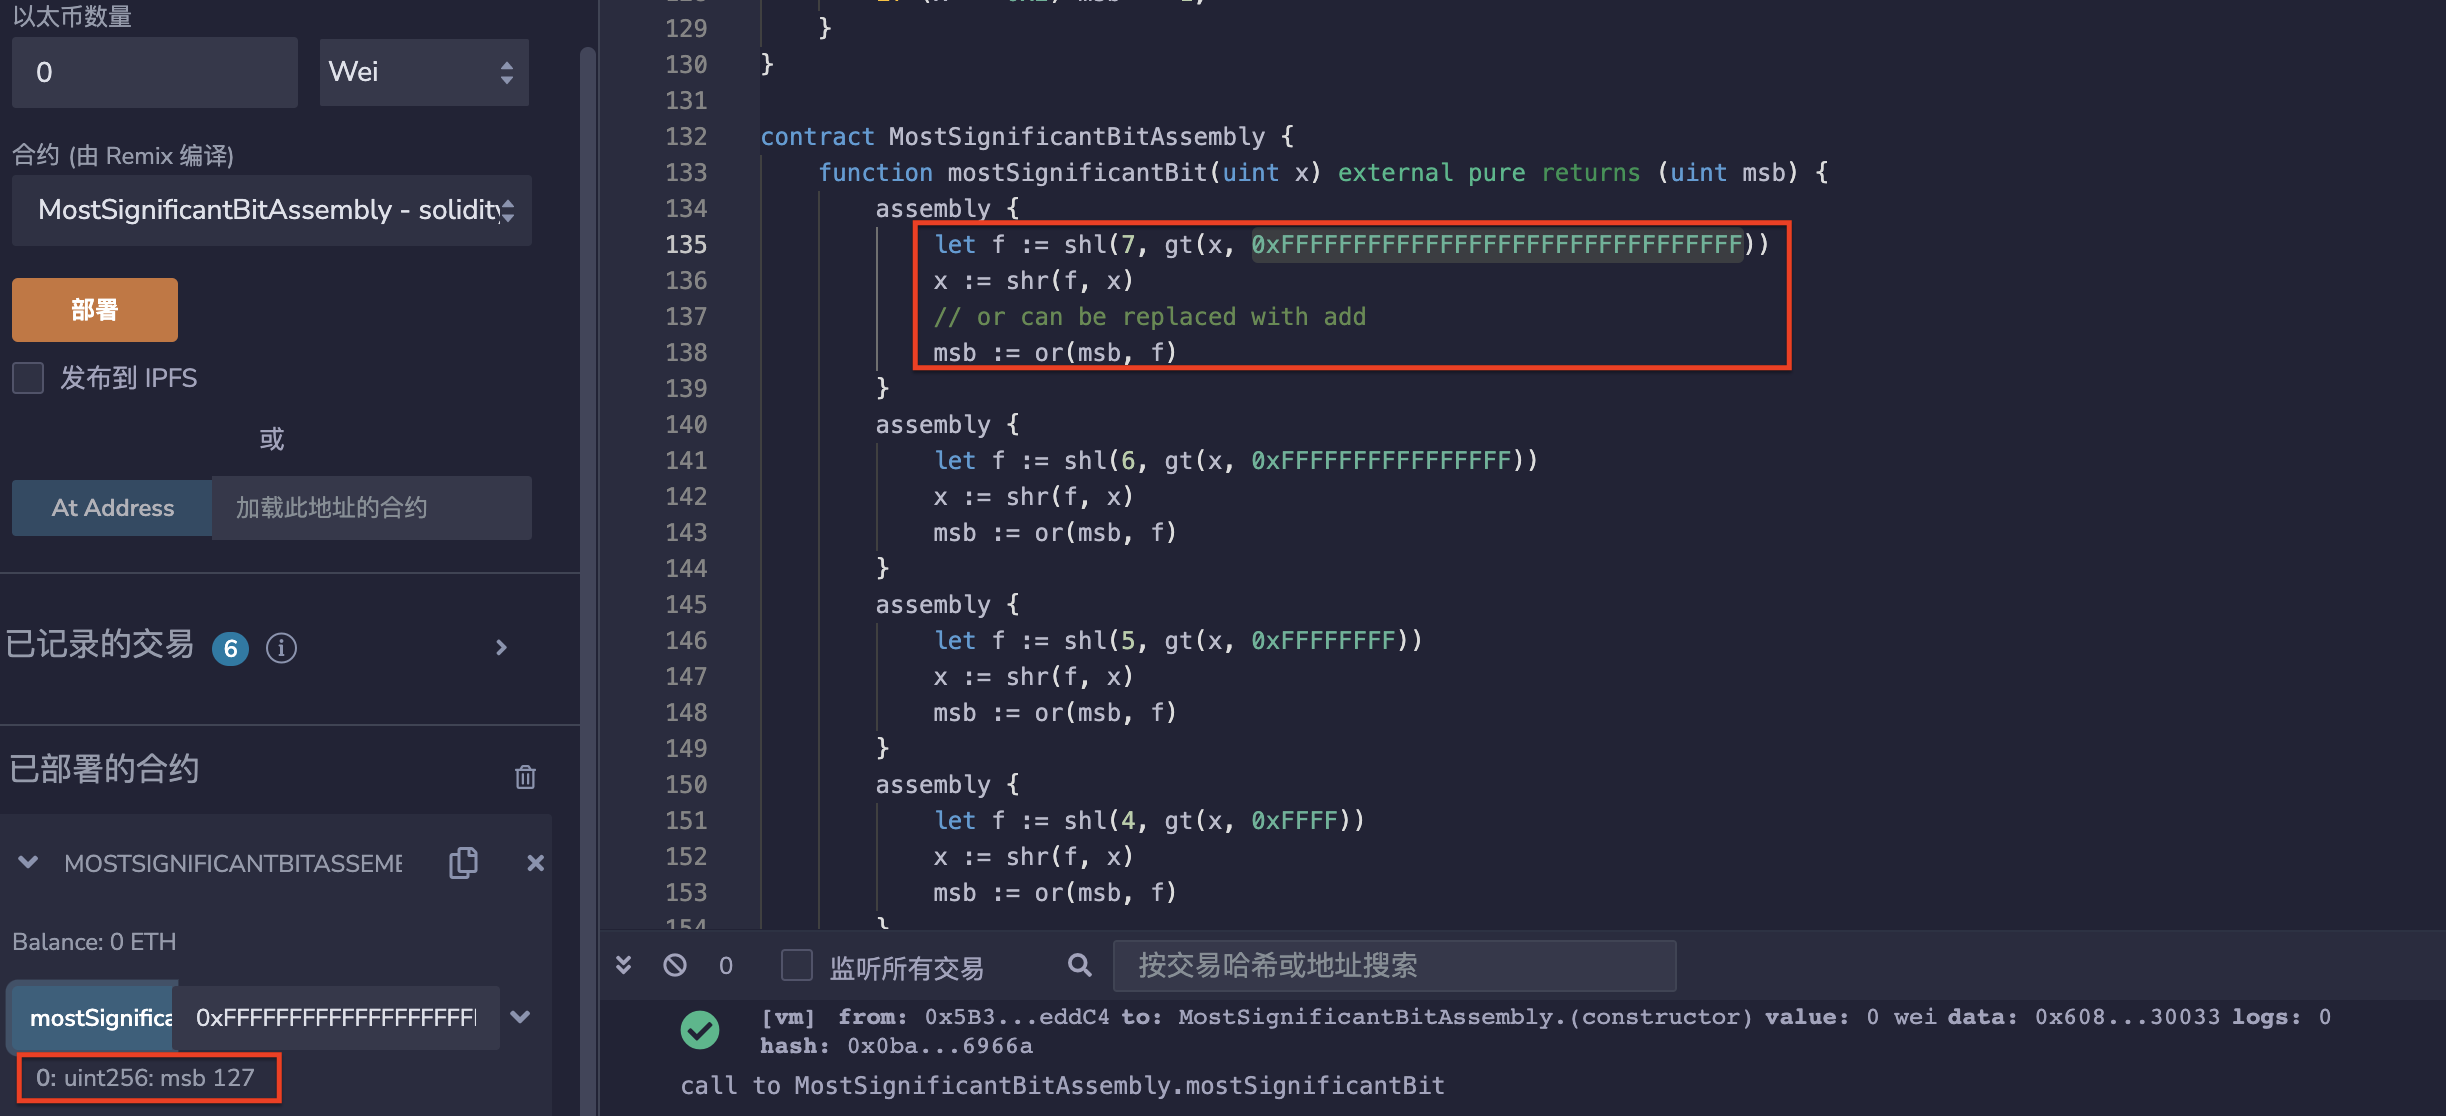 以太币数量
0
Wei
合约 (由 Remix 编译)
MostSignificantBitAssembly - solidity
部署
发布到 IPFS
或
At Address
加载此地址的合约
已记录的交易
6
已部署的合约
MOSTSIGNIFICANTBITASSEME
Balance: 0 ETH
mostSignifica
0xFFFFFFFFFFFFFFFFFFF
0: uint256: msb 127
129 }
130 }
131
132 contract MostSignificantBitAssembly {
133 function mostSignificantBit(uint x) external pure returns (uint msb) {
134 assembly {
135 let f := shl(7, gt(x, 0xFFFFFFFFFFFFFFFFFFFFFFFFFFFFFFFF))
136 x := shr(f, x)
137 // or can be replaced with add
138 msb := or(msb, f)
139 }
140 assembly {
141 let f := shl(6, gt(x, 0xFFFFFFFFFFFFFFFF))
142 x := shr(f, x)
143 msb := or(msb, f)
144 }
145 assembly {
146 let f := shl(5, gt(x, 0xFFFFFFFF))
147 x := shr(f, x)
148 msb := or(msb, f)
149 }
150 assembly {
151 let f := shl(4, gt(x, 0xFFFF))
152 x := shr(f, x)
153 msb := or(msb, f)
154 }
0
监听所有交易
按交易哈希或地址搜索
[vm] from: 0x5B3...eddC4 to: MostSignificantBitAssembly.(constructor) value: 0 wei data: 0x608...30033 logs: 0
hash: 0x0ba...6966a
call to MostSignificantBitAssembly.mostSignificantBit